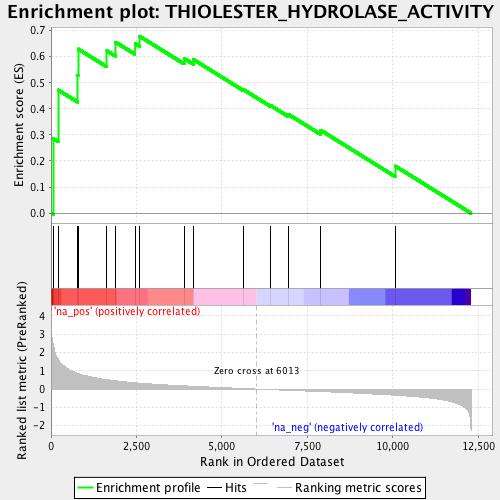 Enrichment plot: THIOLESTER_HYDROLASE_ACTIVITY
Enrichment score (ES)
0.7
0.6
0.5
0.4
0.3
0.2
0.1
0.0
'na_pos' (positively correlated)
Ranked list metric (PreRanked)
4
3
2
1
0
-1
-2
Zero cross at 6013
'na_neg' (negatively correlated)
0
2,500
5,000
7,500
10,000
12,500
Rank in Ordered Dataset
Enrichment profile
Hits
Ranking metric scores